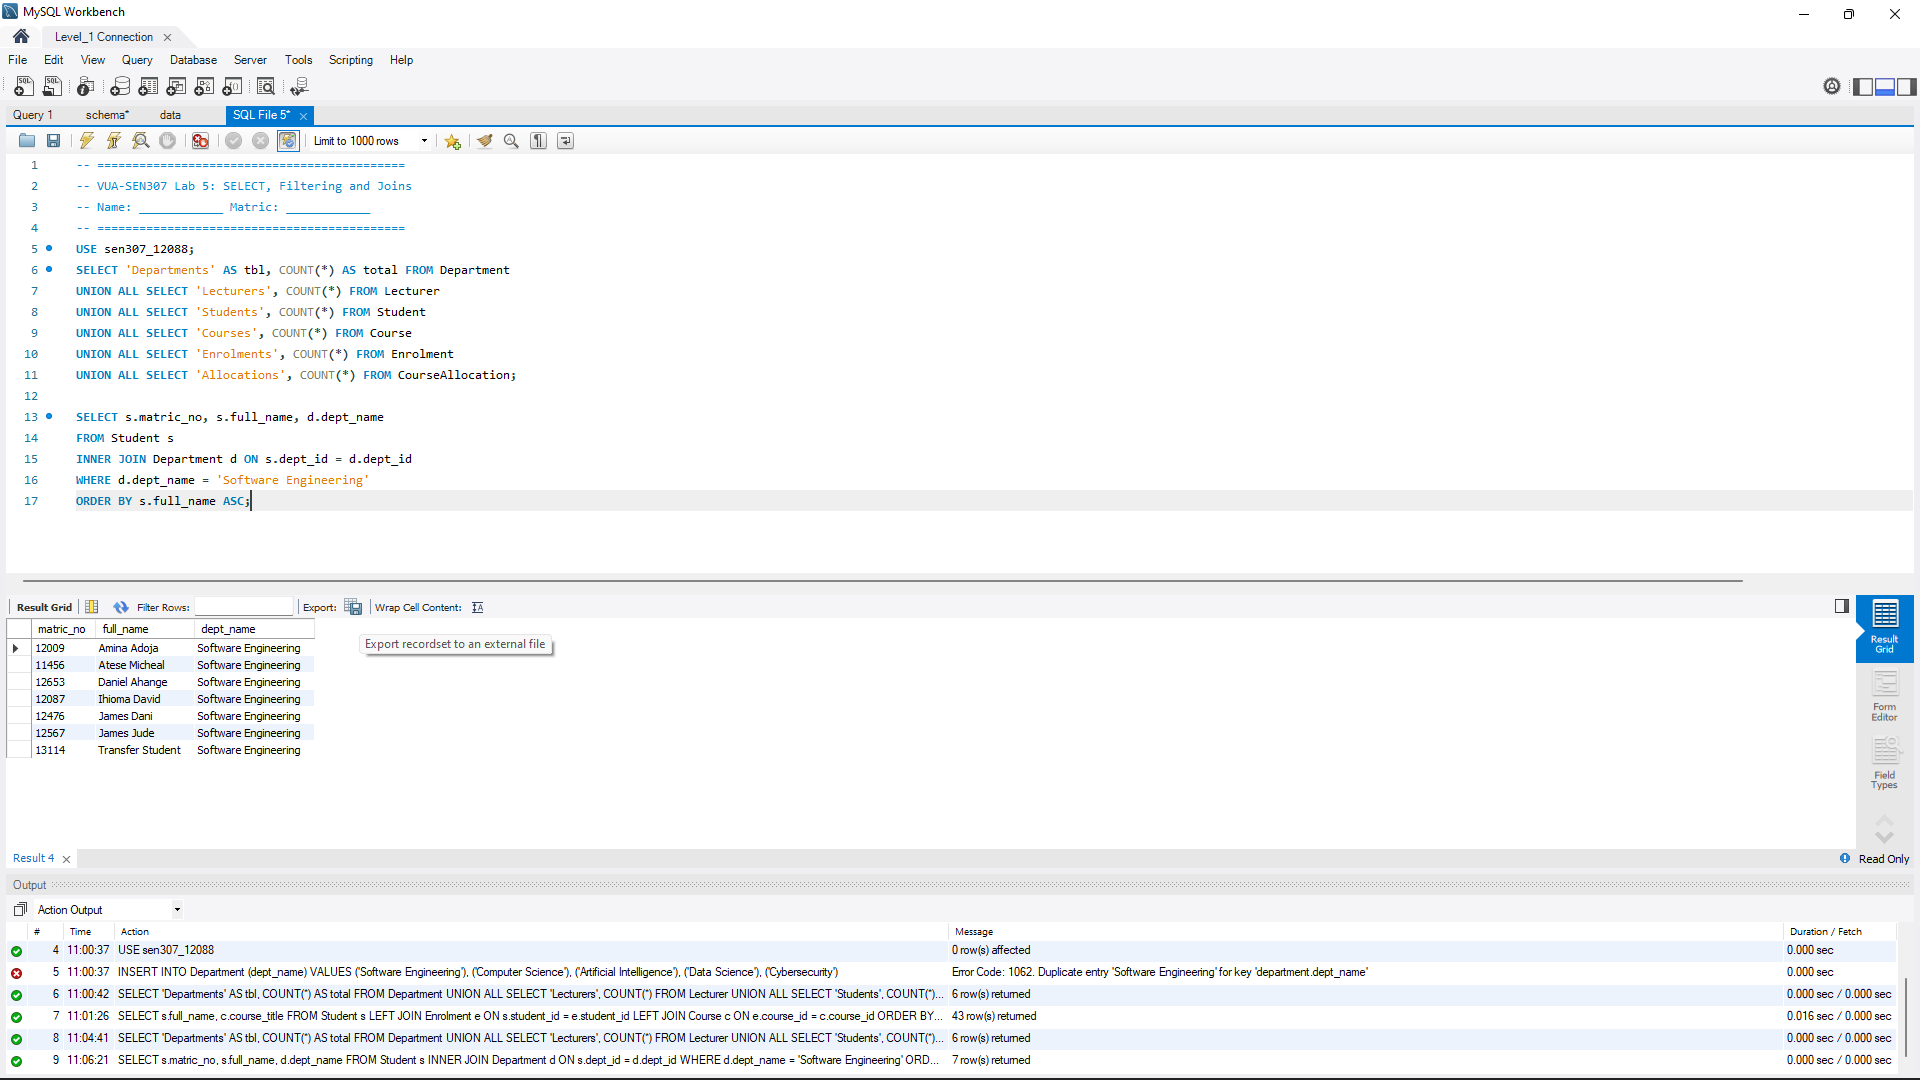 MySQL Workbench
Level_1 Connection
File Edit View Query Database Server Tools Scripting Help
Query 1 schema* data SQL File 5*
Limit to 1000 rows
1 -- ============================================
2 -- VUA-SEN307 Lab 5: SELECT, Filtering and Joins
3 -- Name: ____________ Matric: ____________
4 -- ============================================
5 USE sen307_12088;
6 SELECT 'Departments' AS tbl, COUNT(*) AS total FROM Department
7 UNION ALL SELECT 'Lecturers', COUNT(*) FROM Lecturer
8 UNION ALL SELECT 'Students', COUNT(*) FROM Student
9 UNION ALL SELECT 'Courses', COUNT(*) FROM Course
10 UNION ALL SELECT 'Enrolments', COUNT(*) FROM Enrolment
11 UNION ALL SELECT 'Allocations', COUNT(*) FROM CourseAllocation;
12
13 SELECT s.matric_no, s.full_name, d.dept_name
14 FROM Student s
15 INNER JOIN Department d ON s.dept_id = d.dept_id
16 WHERE d.dept_name = 'Software Engineering'
17 ORDER BY s.full_name ASC;
Result Grid Filter Rows: Export: Wrap Cell Content:
matric_no full_name dept_name
Export recordset to an external file
12009 Amina Adoja Software Engineering
11456 Atese Micheal Software Engineering
12653 Daniel Ahange Software Engineering
12087 Ihioma David Software Engineering
12476 James Dani Software Engineering
12567 James Jude Software Engineering
13114 Transfer Student Software Engineering
Result Grid
Form Editor
Field Types
Result 4
Read Only
Output
Action Output
# Time Action Message Duration / Fetch
4 11:00:37 USE sen307_12088 0 row(s) affected 0.000 sec
5 11:00:37 INSERT INTO Department (dept_name) VALUES ('Software Engineering'), ('Computer Science'), ('Artificial Intelligence'), ('Data Science'), ('Cybersecurity') Error Code: 1062. Duplicate entry 'Software Engineering' for key 'department.dept_name' 0.000 sec
6 11:00:42 SELECT 'Departments' AS tbl, COUNT(*) AS total FROM Department UNION ALL SELECT 'Lecturers', COUNT(*) FROM Lecturer UNION ALL SELECT 'Students', COUNT(*)... 6 row(s) returned 0.000 sec / 0.000 sec
7 11:01:26 SELECT s.full_name, c.course_title FROM Student s LEFT JOIN Enrolment e ON s.student_id = e.student_id LEFT JOIN Course c ON e.course_id = c.course_id ORDER BY... 43 row(s) returned 0.016 sec / 0.000 sec
8 11:04:41 SELECT 'Departments' AS tbl, COUNT(*) AS total FROM Department UNION ALL SELECT 'Lecturers', COUNT(*) FROM Lecturer UNION ALL SELECT 'Students', COUNT(*)... 6 row(s) returned 0.000 sec / 0.000 sec
9 11:06:21 SELECT s.matric_no, s.full_name, d.dept_name FROM Student s INNER JOIN Department d ON s.dept_id = d.dept_id WHERE d.dept_name = 'Software Engineering' ORD... 7 row(s) returned 0.000 sec / 0.000 sec